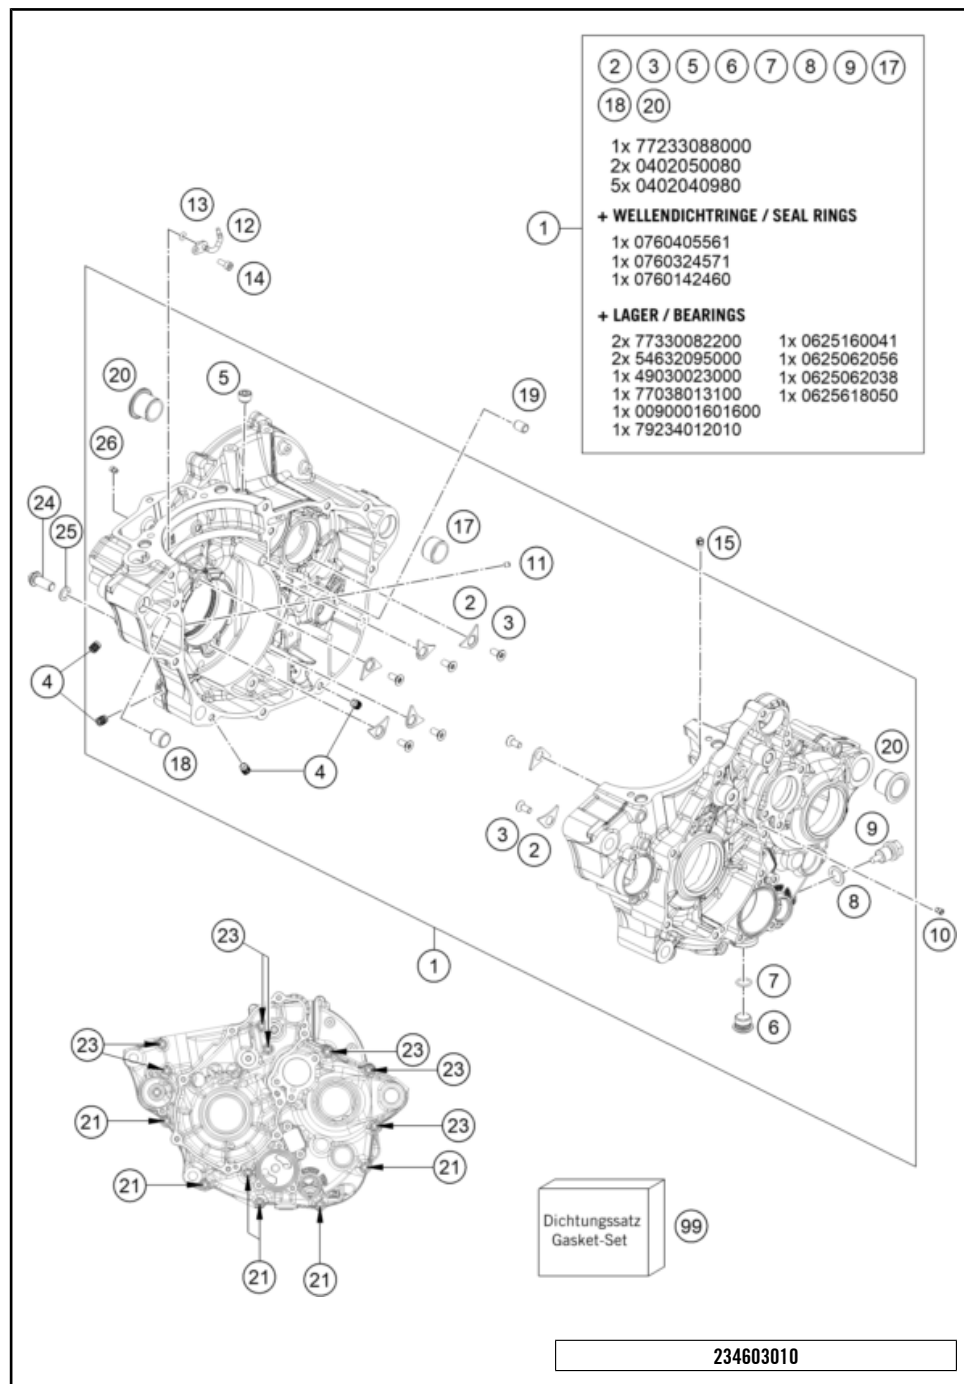 2 3 5 6 7 8 9 17
18 20
1x 77233088000
2x 0402050080
5x 0402040980
+ WELLENDICHTRINGE / SEAL RINGS
1
1x 0760405561
1x 0760324571
1x 0760142460
+ LAGER / BEARINGS
2x 77330082200 1x 0625160041
2x 54632095000 1x 0625062056
1x 49030023000 1x 0625062038
1x 77038013100 1x 0625618050
1x 0090001601600
1x 79234012010
13
12
14
20
5
19
26
24
25
17
15
11
2
3
4
18
4
20
9
3 2
8
10
23
1
7
6
23
23
23
21
23
21
21
21
21
Dichtungssatz
Gasket-Set
99
234603010